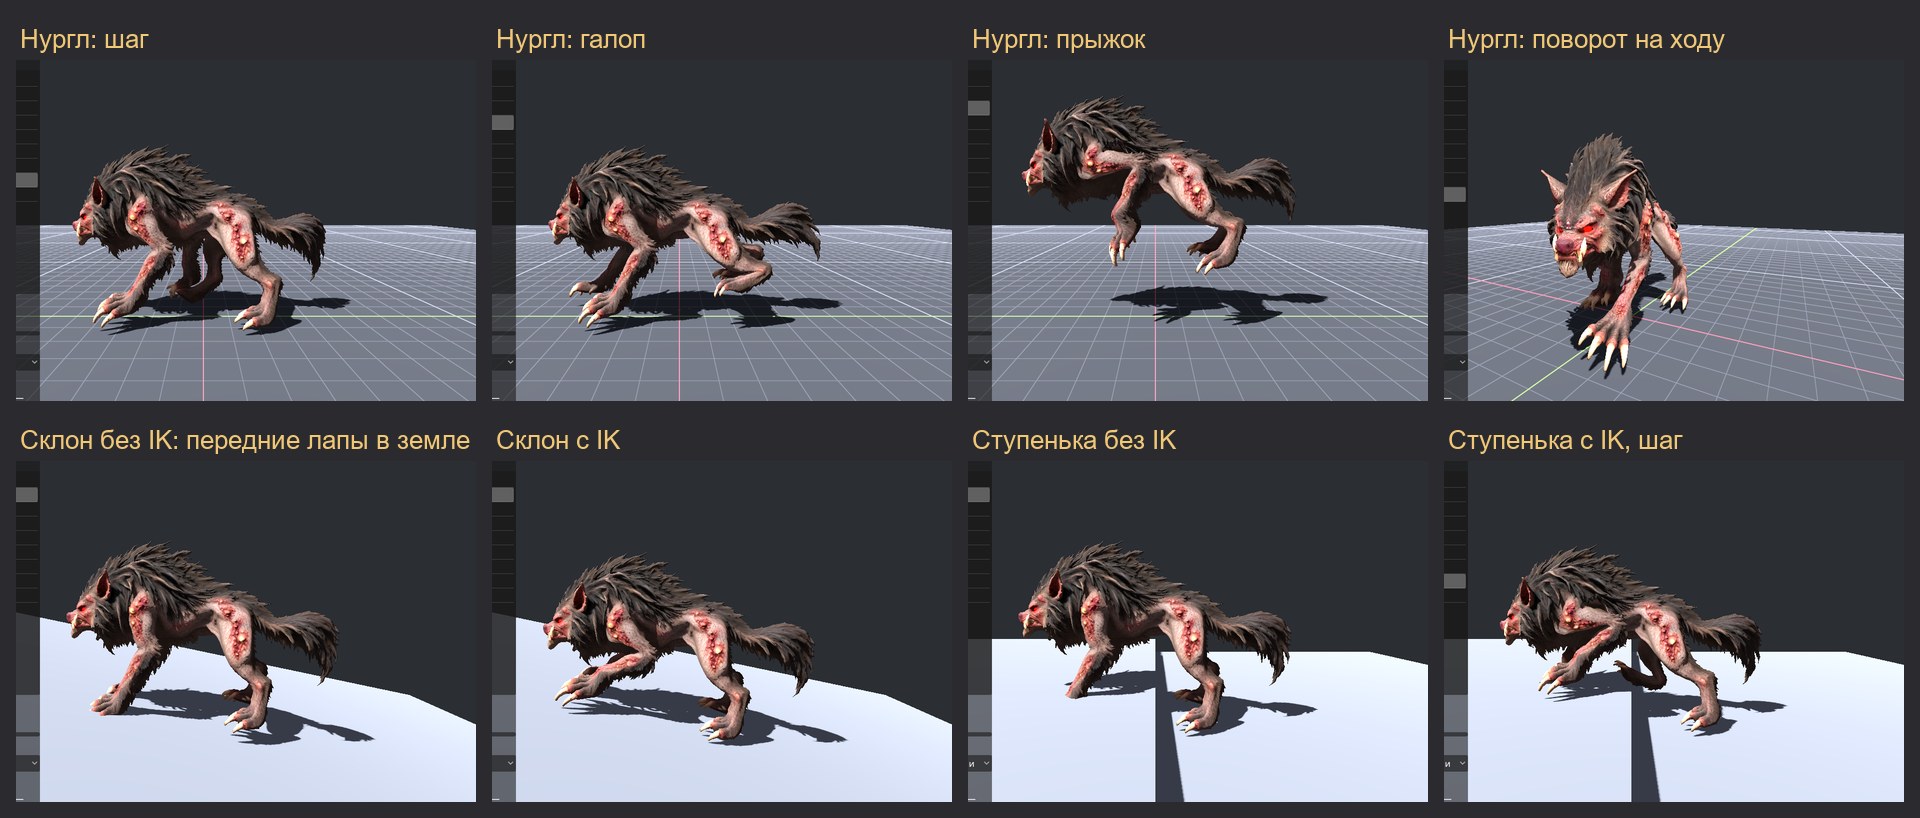 Нургл: шаг
Нургл: галоп
Нургл: прыжок
Нургл: поворот на ходу
Склон без IK: передние лапы в земле
Склон с IK
Ступенька без IK
Ступенька с IK, шаг
и
и